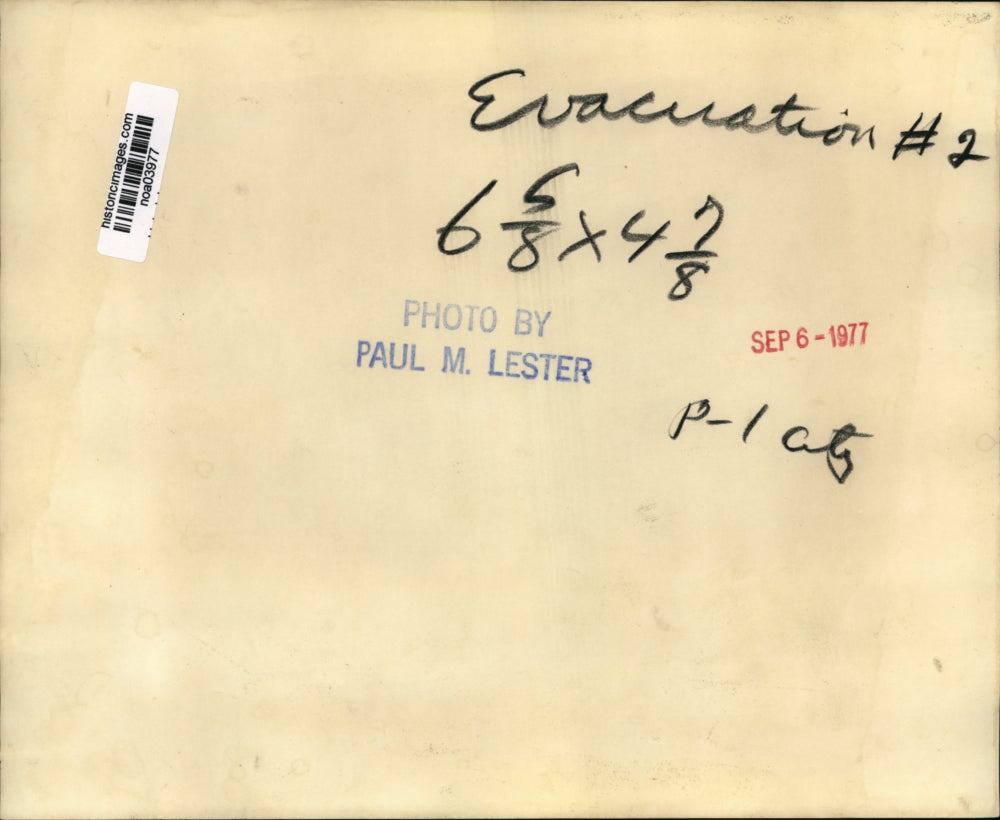 Evacuation # 2
6 5/8 x 4 7/8
historicimages.com
noa03977
PHOTO BY
PAUL M. LESTER
SEP 6 - 1977
P-1 city